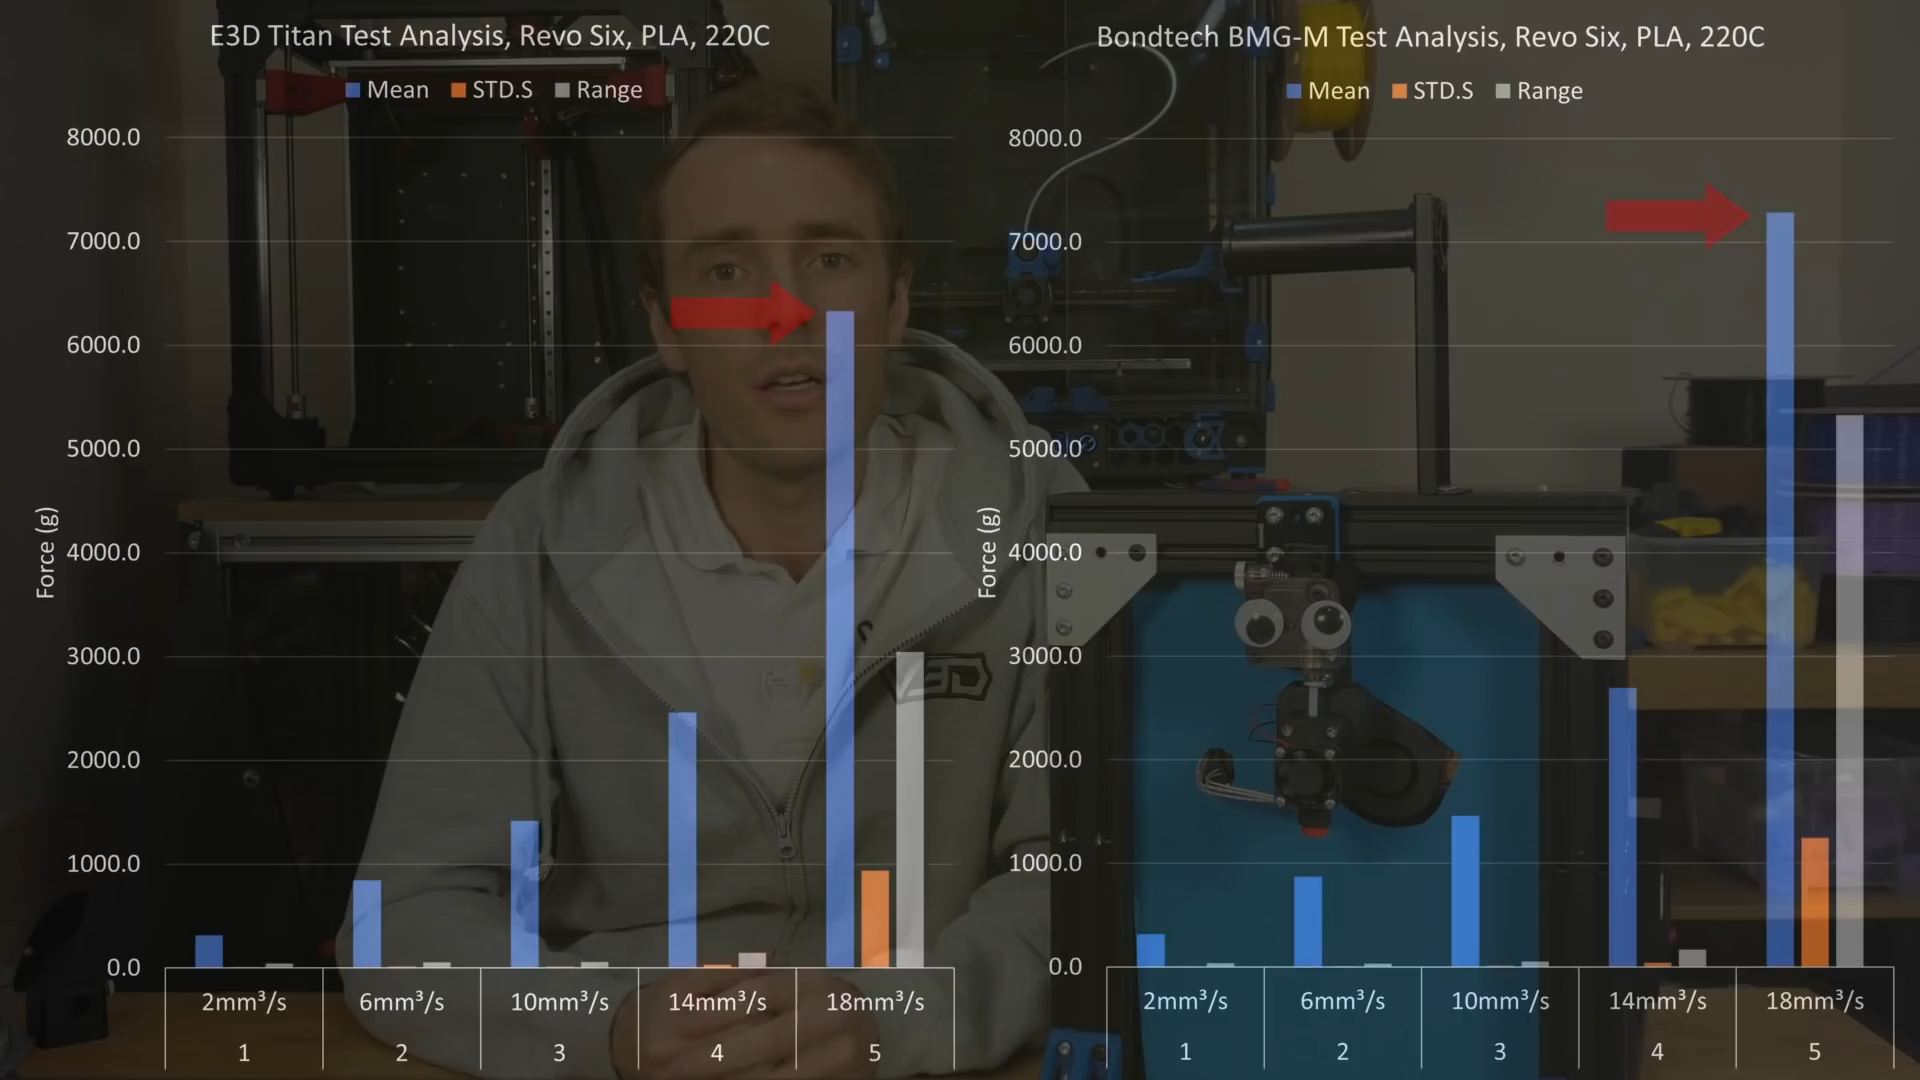 E3D Titan Test Analysis, Revo Six, PLA, 220C
Mean STD.S Range
8000.0
7000.0
6000.0
5000.0
4000.0
3000.0
2000.0
1000.0
0.0
Force (g)
2mm³/s 6mm³/s 10mm³/s 14mm³/s 18mm³/s
1 2 3 4 5
Bondtech BMG-M Test Analysis, Revo Six, PLA, 220C
Mean STD.S Range
8000.0
7000.0
6000.0
5000.0
4000.0
3000.0
2000.0
1000.0
0.0
Force (g)
2mm³/s 6mm³/s 10mm³/s 14mm³/s 18mm³/s
1 2 3 4 5